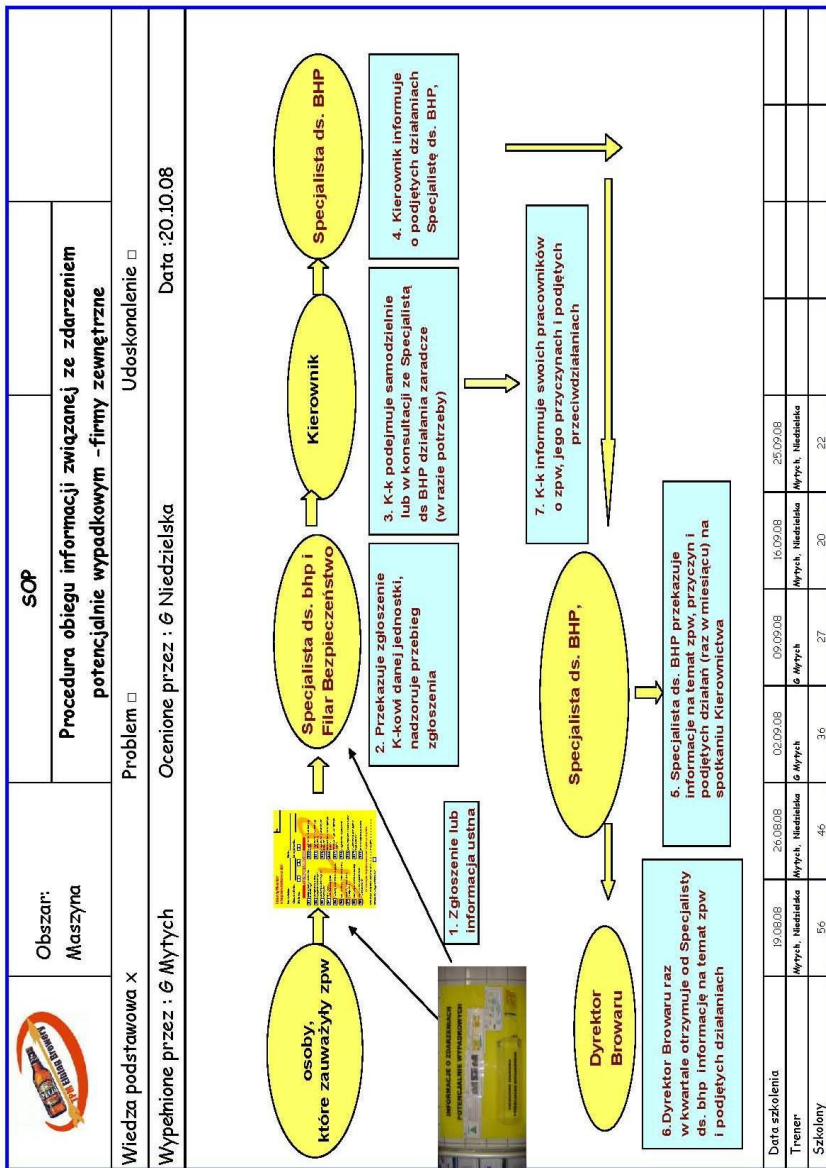 TPM Elbląg Brewery
Obszar:
Maszyna
SOP
Procedura obiegu informacji związanej ze zdarzeniem
potencjalnie wypadkowym -firmy zewnętrzne
Wiedza podstawowa x
Problem □
Udoskonalenie □
Wypełnione przez : G Mytych
Ocenione przez : G Niedzielska
Data :20.10.08
osoby,
które zauważyły zpw
Specjalista ds. bhp i
Filar Bezpieczeństwo
Kierownik
Specjalista ds. BHP
1. Zgłoszenie lub
informacja ustna
2. Przekazuje zgłoszenie
K-kowi danej jednostki,
nadzoruje przebieg
zgłoszenia
3. K-k podejmuje samodzielnie
lub w konsultacji ze Specjalistą
ds BHP działania zaradcze
(w razie potrzeby)
4. Kierownik informuje
o podjętych działaniach
Specjalistę ds. BHP,
INFORMACJE O ZDARZENIACH
POTENCJALNIE WYPADKOWYCH
7. K-k informuje swoich pracowników
o zpw, jego przyczynach i podjętych
przeciwdziałaniach
Dyrektor
Browaru
Specjalista ds. BHP,
6.Dyrektor Browaru raz
w kwartale otrzymuje od Specjalisty
ds. bhp informację na temat zpw
i podjętych działaniach
5. Specjalista ds. BHP przekazuje
informacje na temat zpw, przyczyn i
podjętych działań (raz w miesiącu) na
spotkaniu Kierownictwa
Data szkolenia 19.08.08 26.08.08 02.09.08 09.09.08 16.09.08 25.09.08
Trener Mytych, Niedzielska Mytych, Niedzielska G Mytych G Mytych Mytych, Niedzielska Mytych, Niedzielska
Szkolony 56 46 36 27 20 22